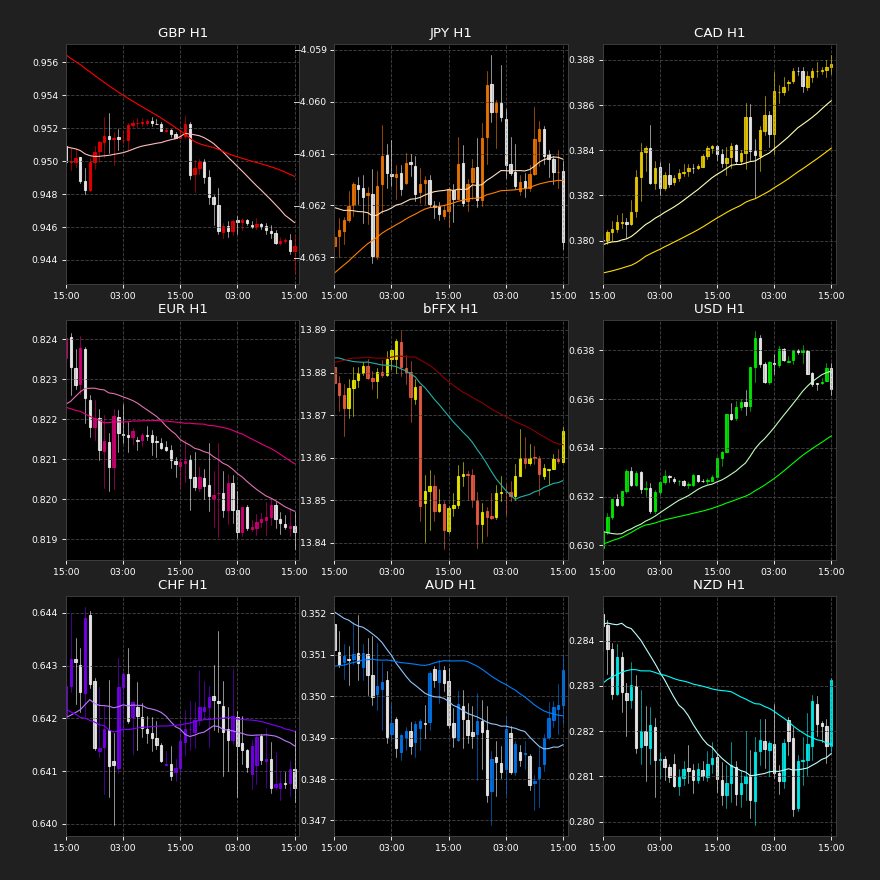 GBP H1
0.956
0.954
0.952
0.950
0.948
0.946
0.944
15:00 03:00 15:00 03:00 15:00
JPY H1
−4.059
−4.060
−4.061
−4.062
−4.063
15:00 03:00 15:00 03:00 15:00
CAD H1
0.388
0.386
0.384
0.382
0.380
15:00 03:00 15:00 03:00 15:00
EUR H1
0.824
0.823
0.822
0.821
0.820
0.819
15:00 03:00 15:00 03:00 15:00
bFFX H1
13.89
13.88
13.87
13.86
13.85
13.84
15:00 03:00 15:00 03:00 15:00
USD H1
0.638
0.636
0.634
0.632
0.630
15:00 03:00 15:00 03:00 15:00
CHF H1
0.644
0.643
0.642
0.641
0.640
15:00 03:00 15:00 03:00 15:00
AUD H1
0.352
0.351
0.350
0.349
0.348
0.347
15:00 03:00 15:00 03:00 15:00
NZD H1
0.284
0.283
0.282
0.281
0.280
15:00 03:00 15:00 03:00 15:00